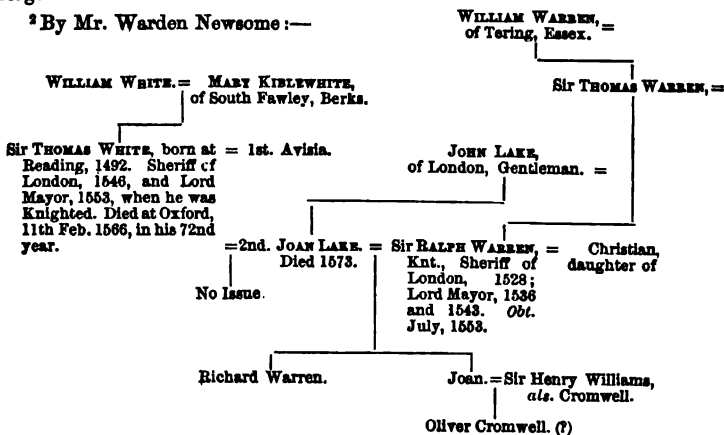 ² By Mr. Warden Newsome:—
WILLIAM WARREN, =
of Tering, Essex.
WILLIAM WHITE. = MARY KIBLEWHITE,
of South Fawley, Berks.
Sir THOMAS WARREN, =
Sir THOMAS WHITE, born at
Reading, 1492. Sheriff of
London, 1546, and Lord
Mayor, 1553, when he was
Knighted. Died at Oxford,
11th Feb. 1566, in his 72nd
year.
= 1st. Avisia.
JOHN LAKE,
of London, Gentleman. =
=2nd. JOAN LAKE. = Sir RALPH WARREN, = Christian,
Died 1573.
Knt., Sheriff of
London, 1528;
Lord Mayor, 1536
and 1543. Obt.
July, 1553.
daughter of
No Issue.
Richard Warren.
Joan. = Sir Henry Williams,
als. Cromwell.
Oliver Cromwell. (?)